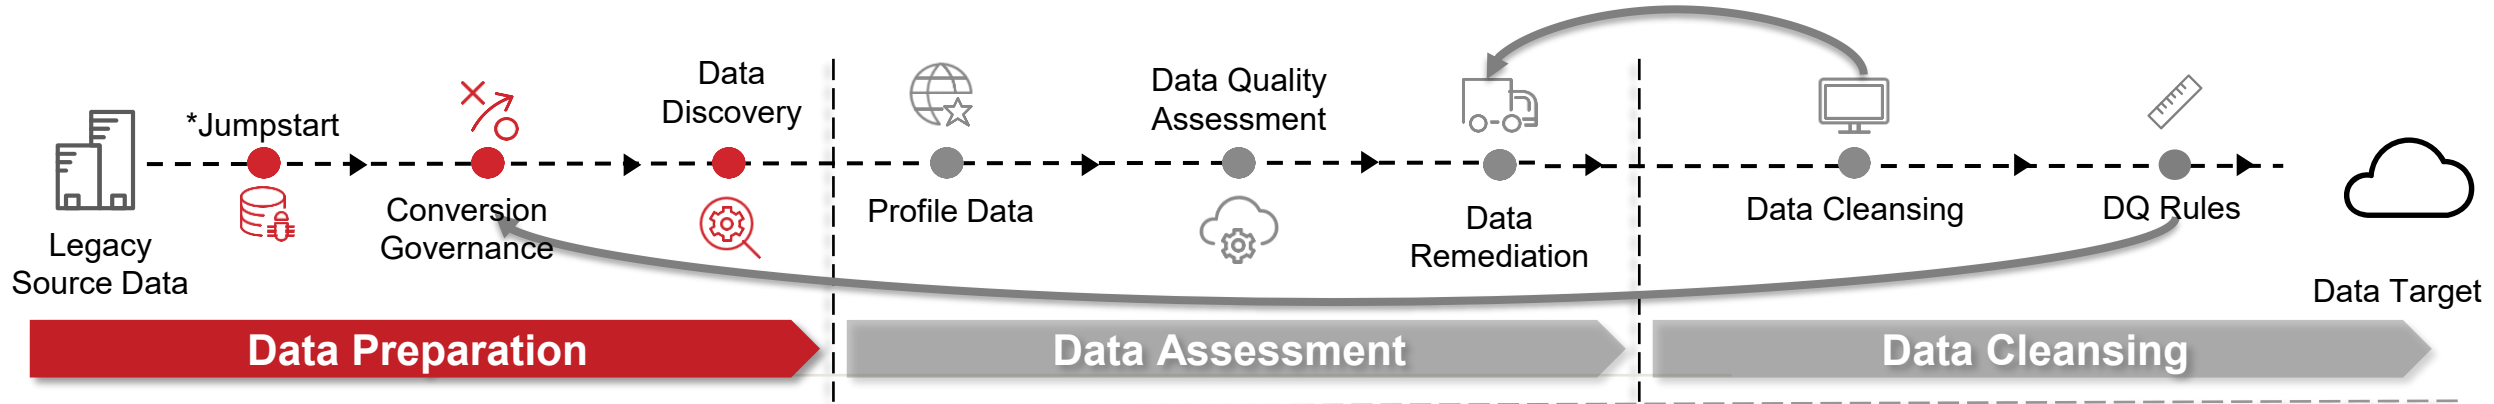 Legacy
Source Data
*Jumpstart
Conversion
Governance
Data
Discovery
Profile Data
Data Quality
Assessment
Data
Remediation
Data Cleansing
DQ Rules
Data Target
Data Preparation
Data Assessment
Data Cleansing